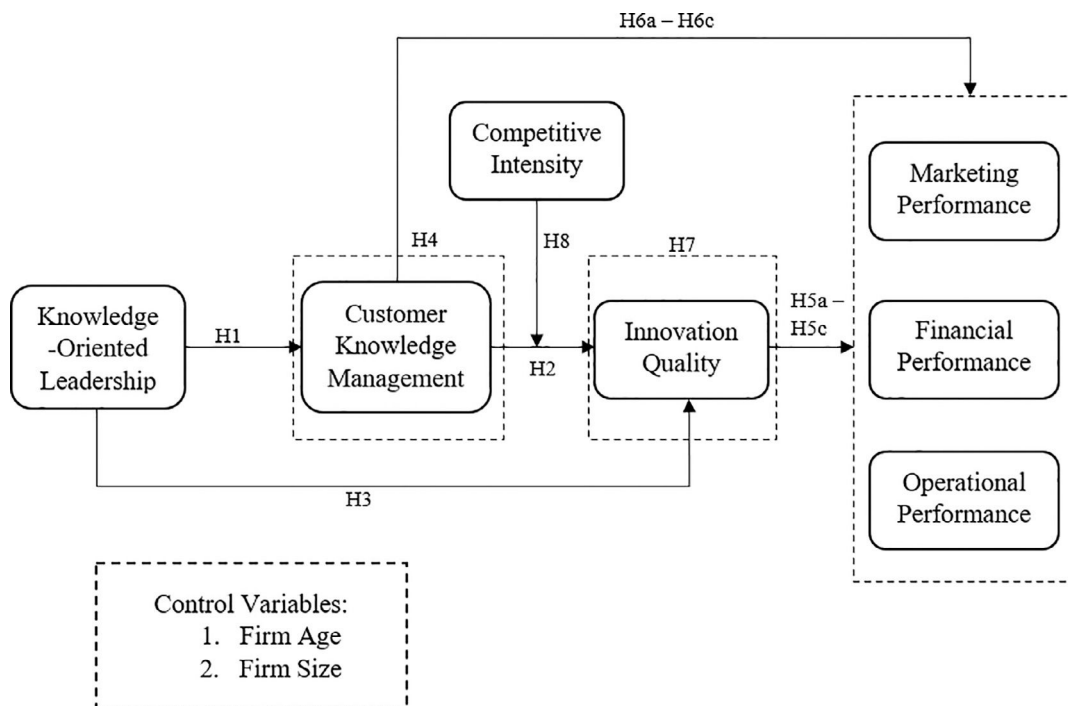 H6a – H6c
Competitive
Intensity
Marketing
Performance
H4
H8
H7
Knowledge
-Oriented
Leadership
H1
Customer
Knowledge
Management
H2
Innovation
Quality
H5a –
H5c
Financial
Performance
H3
Operational
Performance
Control Variables:
1. Firm Age
2. Firm Size